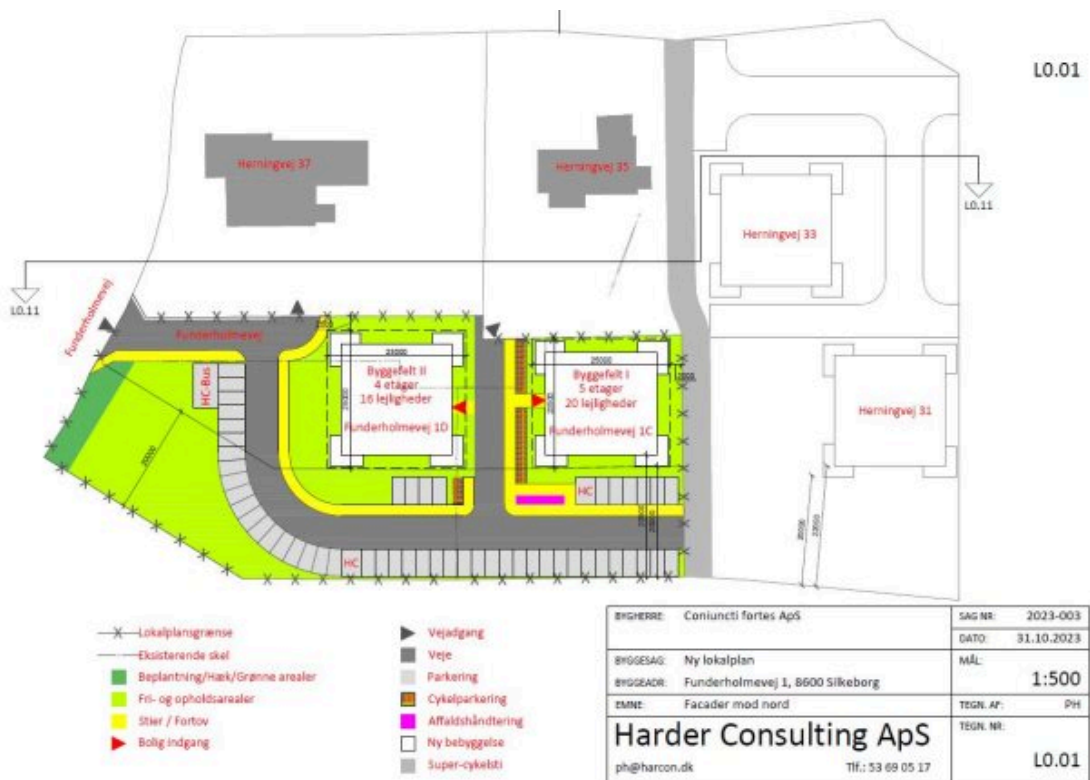 L0.01
Herningvej 37
Herningvej 35
Herningvej 33
L0.11
L0.11
Funderholmevej
Funderholmevej
HC-Bus
Byggefelt II
4 etager
16 lejligheder
Funderholmevej 1D
25000
Byggefelt I
5 etager
20 lejligheder
Funderholmevej 1C
25000
Herningvej 31
HC
HC
Lokalplansgrænse
Eksisterende skel
Beplantning/Hæk/Grønne arealer
Fri- og opholdsarealer
Stier / Fortov
Bolig indgang
Vejadgang
Veje
Parkering
Cykelparkering
Affaldshåndtering
Ny bebyggelse
Super-cykelsti
BYGHERRE: Coniuncti fortes ApS
SAG NR: 2023-003
DATO: 31.10.2023
BYGGESAG: Ny lokalplan
BYGGEADR: Funderholmevej 1, 8600 Silkeborg
MÅL: 1:500
EMNE: Facader mod nord
TEGN. AF: PH
Harder Consulting ApS
ph@harcon.dk Tlf.: 53 69 05 17
TEGN. NR:
L0.01